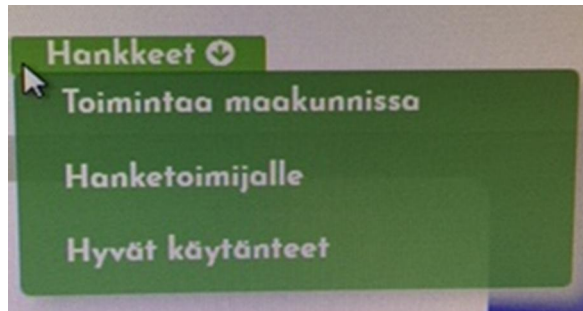 Hankkeet
Toimintaa maakunnissa
Hanketoimijalle
Hyvät käytänteet